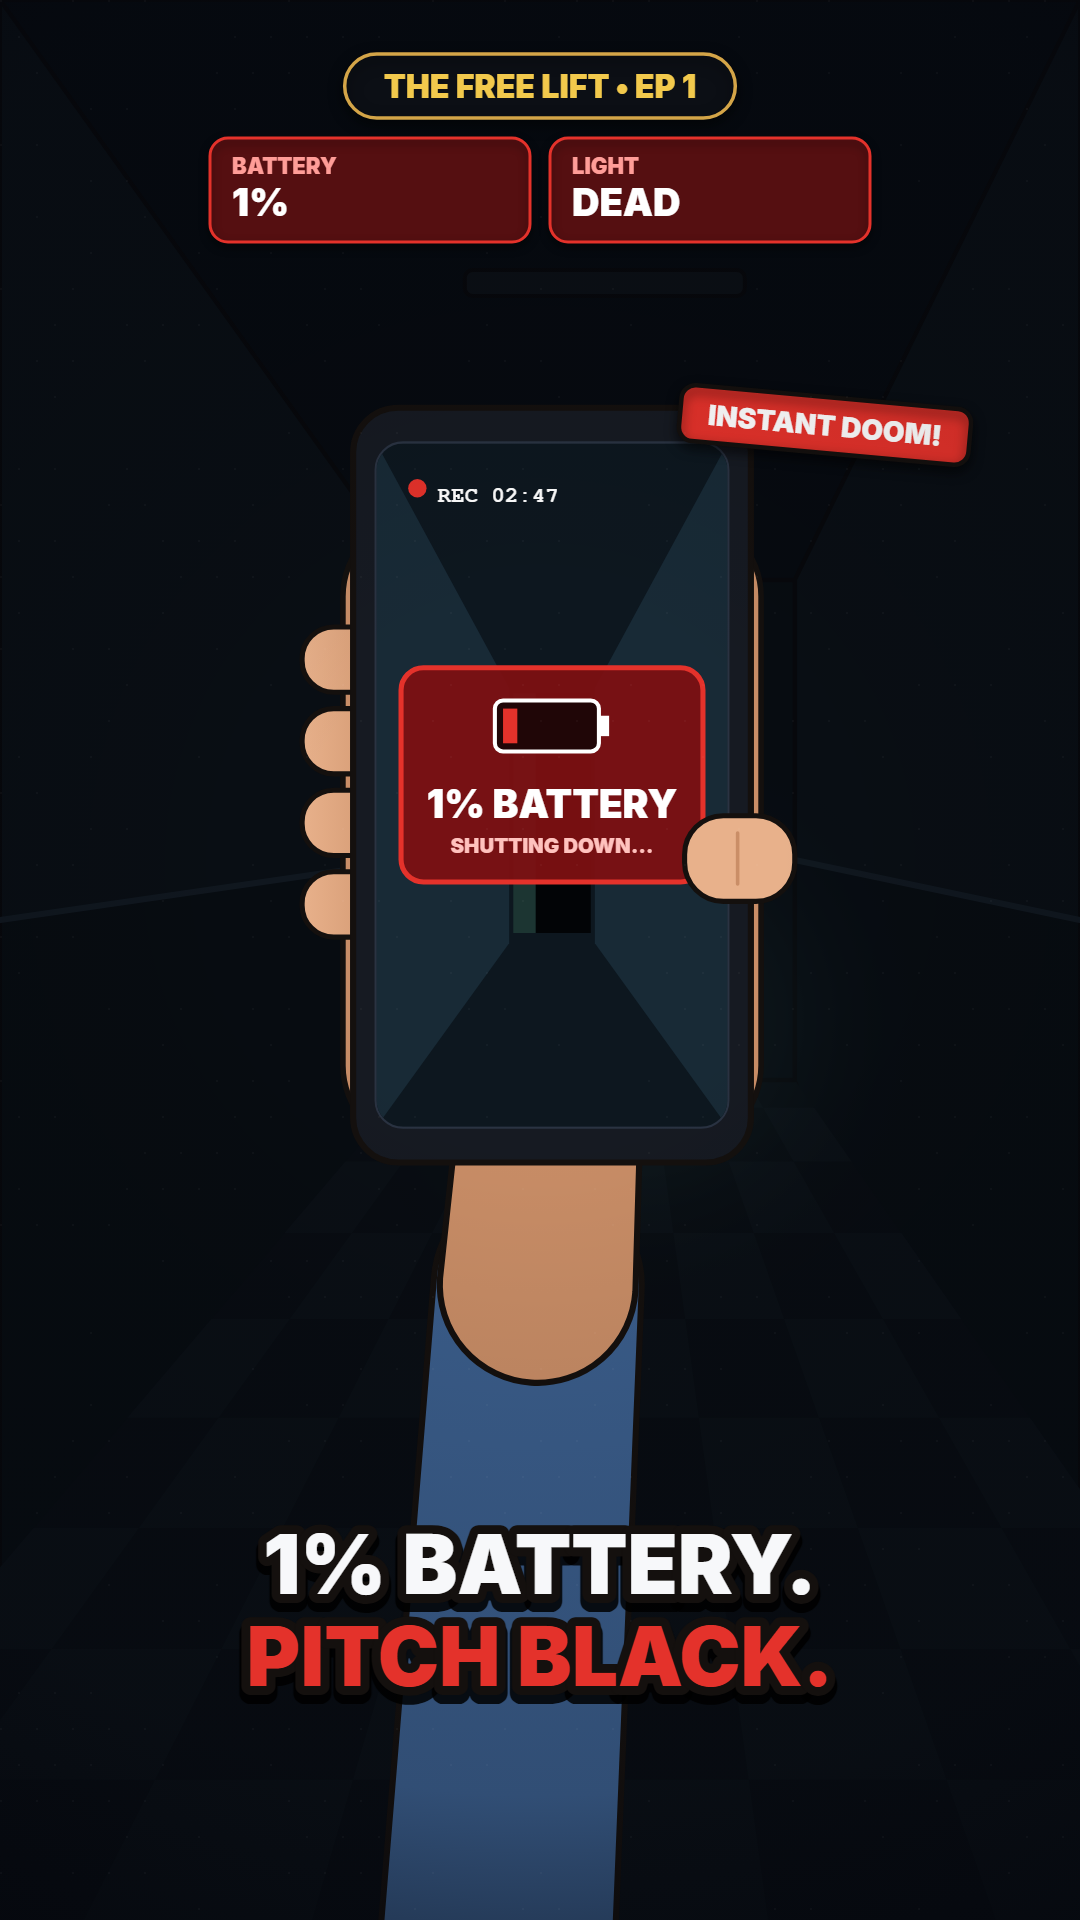 THE FREE LIFT • EP 1
BATTERY
1%
LIGHT
DEAD
INSTANT DOOM!
REC 02:47
1% BATTERY
SHUTTING DOWN...
1% BATTERY.
PITCH BLACK.